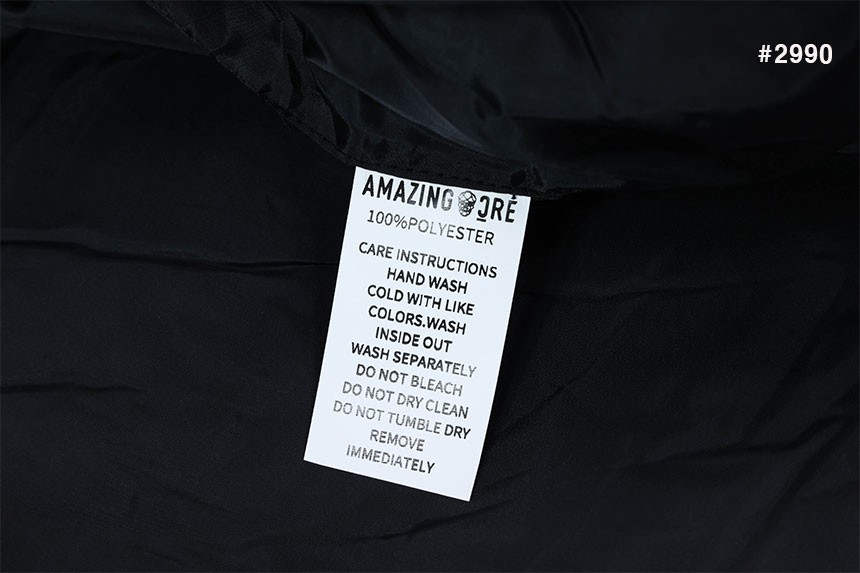 #2990
AMAZING CRÉ
100%POLYESTER
CARE INSTRUCTIONS
HAND WASH
COLD WITH LIKE
COLORS.WASH
INSIDE OUT
WASH SEPARATELY
DO NOT BLEACH
DO NOT DRY CLEAN
DO NOT TUMBLE DRY
REMOVE
IMMEDIATELY